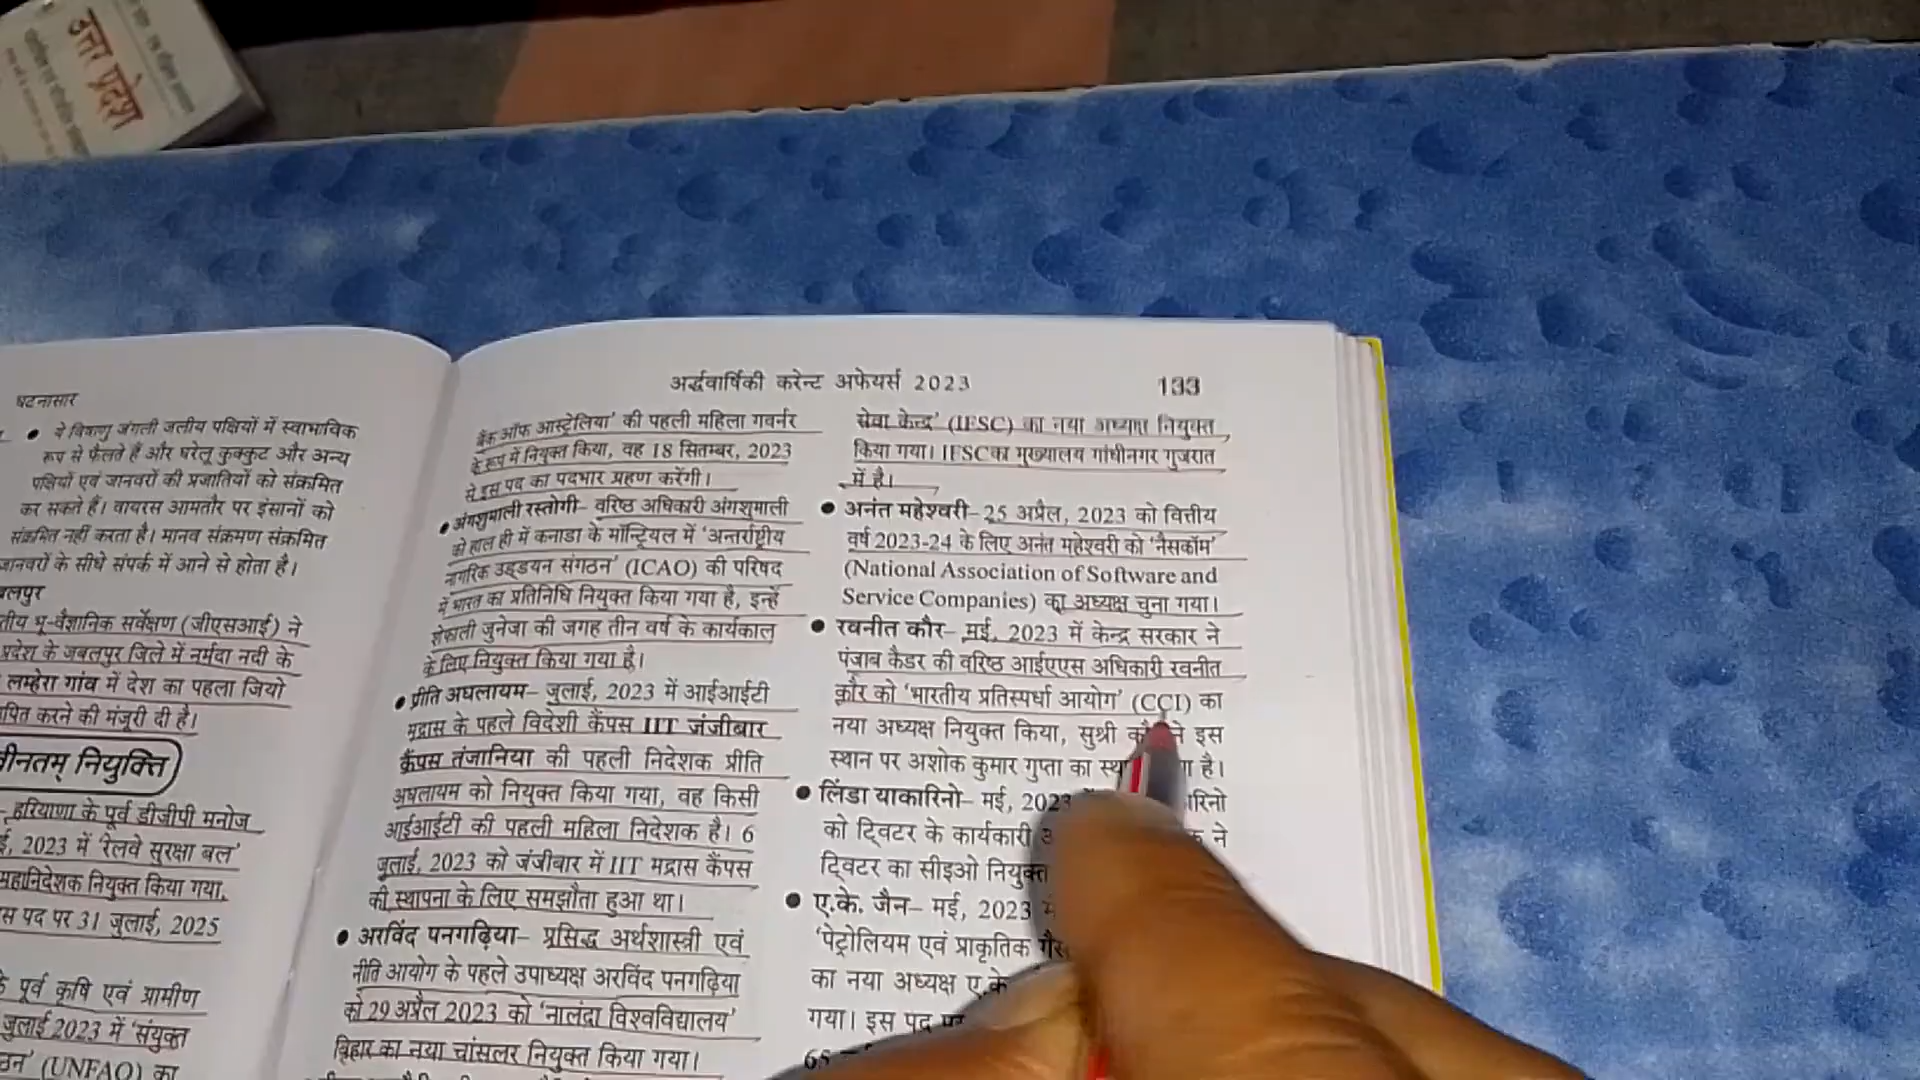 उत्तर प्रदेश
घटनासार
● ये विषाणु जंगली जलीय पक्षियों में स्वाभाविक
रूप से फैलते हैं और घरेलू कुक्कुट और अन्य
पक्षियों एवं जानवरों की प्रजातियों को संक्रमित
कर सकते हैं। वायरस आमतौर पर इंसानों को
संक्रमित नहीं करता है। मानव संक्रमण संक्रमित
जानवरों के सीधे संपर्क में आने से होता है।
बलपुर
तीय भू-वैज्ञानिक सर्वेक्षण (जीएसआई) ने
प्रदेश के जबलपुर जिले में नर्मदा नदी के
लम्हेरा गांव में देश का पहला जियो
पित करने की मंजूरी दी है।
वीनतम् नियुक्ति
- हरियाणा के पूर्व डीजीपी मनोज
ई, 2023 में 'रेलवे सुरक्षा बल'
महानिदेशक नियुक्त किया गया,
स पद पर 31 जुलाई, 2025
के पूर्व कृषि एवं ग्रामीण
जुलाई 2023 में 'संयुक्त
ठन' (UNFAO) का
अर्द्धवार्षिकी करेन्ट अफेयर्स 2023 133
बैंक ऑफ आस्ट्रेलिया' की पहली महिला गवर्नर
के रूप में नियुक्त किया, वह 18 सितम्बर, 2023
से इस पद का पदभार ग्रहण करेंगी।
● अंगशुमाली रस्तोगी– वरिष्ठ अधिकारी अंगशुमाली
को हाल ही में कनाडा के मॉन्ट्रियल में 'अन्तर्राष्ट्रीय
नागरिक उड्डयन संगठन' (ICAO) की परिषद
में भारत का प्रतिनिधि नियुक्त किया गया है, इन्हें
शेफाली जुनेजा की जगह तीन वर्ष के कार्यकाल
के लिए नियुक्त किया गया है।
● प्रीति अघलायम– जुलाई, 2023 में आईआईटी
मद्रास के पहले विदेशी कैंपस IIT जंजीबार
कैंपस तंजानिया की पहली निदेशक प्रीति
अघलायम को नियुक्त किया गया, वह किसी
आईआईटी की पहली महिला निदेशक है। 6
जुलाई, 2023 को जंजीबार में IIT मद्रास कैंपस
की स्थापना के लिए समझौता हुआ था।
● अरविंद पनगढ़िया– प्रसिद्ध अर्थशास्त्री एवं
नीति आयोग के पहले उपाध्यक्ष अरविंद पनगढ़िया
को 29 अप्रैल 2023 को 'नालंदा विश्वविद्यालय'
बिहार का नया चांसलर नियुक्त किया गया।
सेवा केन्द्र' (IFSC) का नया अध्यक्ष नियुक्त
किया गया। IFSC का मुख्यालय गांधीनगर गुजरात
में है।
● अनंत महेश्वरी– 25 अप्रैल, 2023 को वित्तीय
वर्ष 2023-24 के लिए अनंत महेश्वरी को 'नैसकॉम'
(National Association of Software and
Service Companies) का अध्यक्ष चुना गया।
● रवनीत कौर– मई, 2023 में केन्द्र सरकार ने
पंजाब कैडर की वरिष्ठ आईएएस अधिकारी रवनीत
कौर को 'भारतीय प्रतिस्पर्धा आयोग' (CCI) का
नया अध्यक्ष नियुक्त किया, सुश्री इस
स्थान पर अशोक कुमार गुप्ता का है।
● लिंडा याकारिनो– मई, 2023 रिनो
को ट्विटर के कार्यकारी ने
ट्विटर का सीइओ नियुक्त
● ए.के. जैन– मई, 2023 में
'पेट्रोलियम एवं प्राकृतिक गैस
का नया अध्यक्ष ए.के
गया। इस पद पर
65